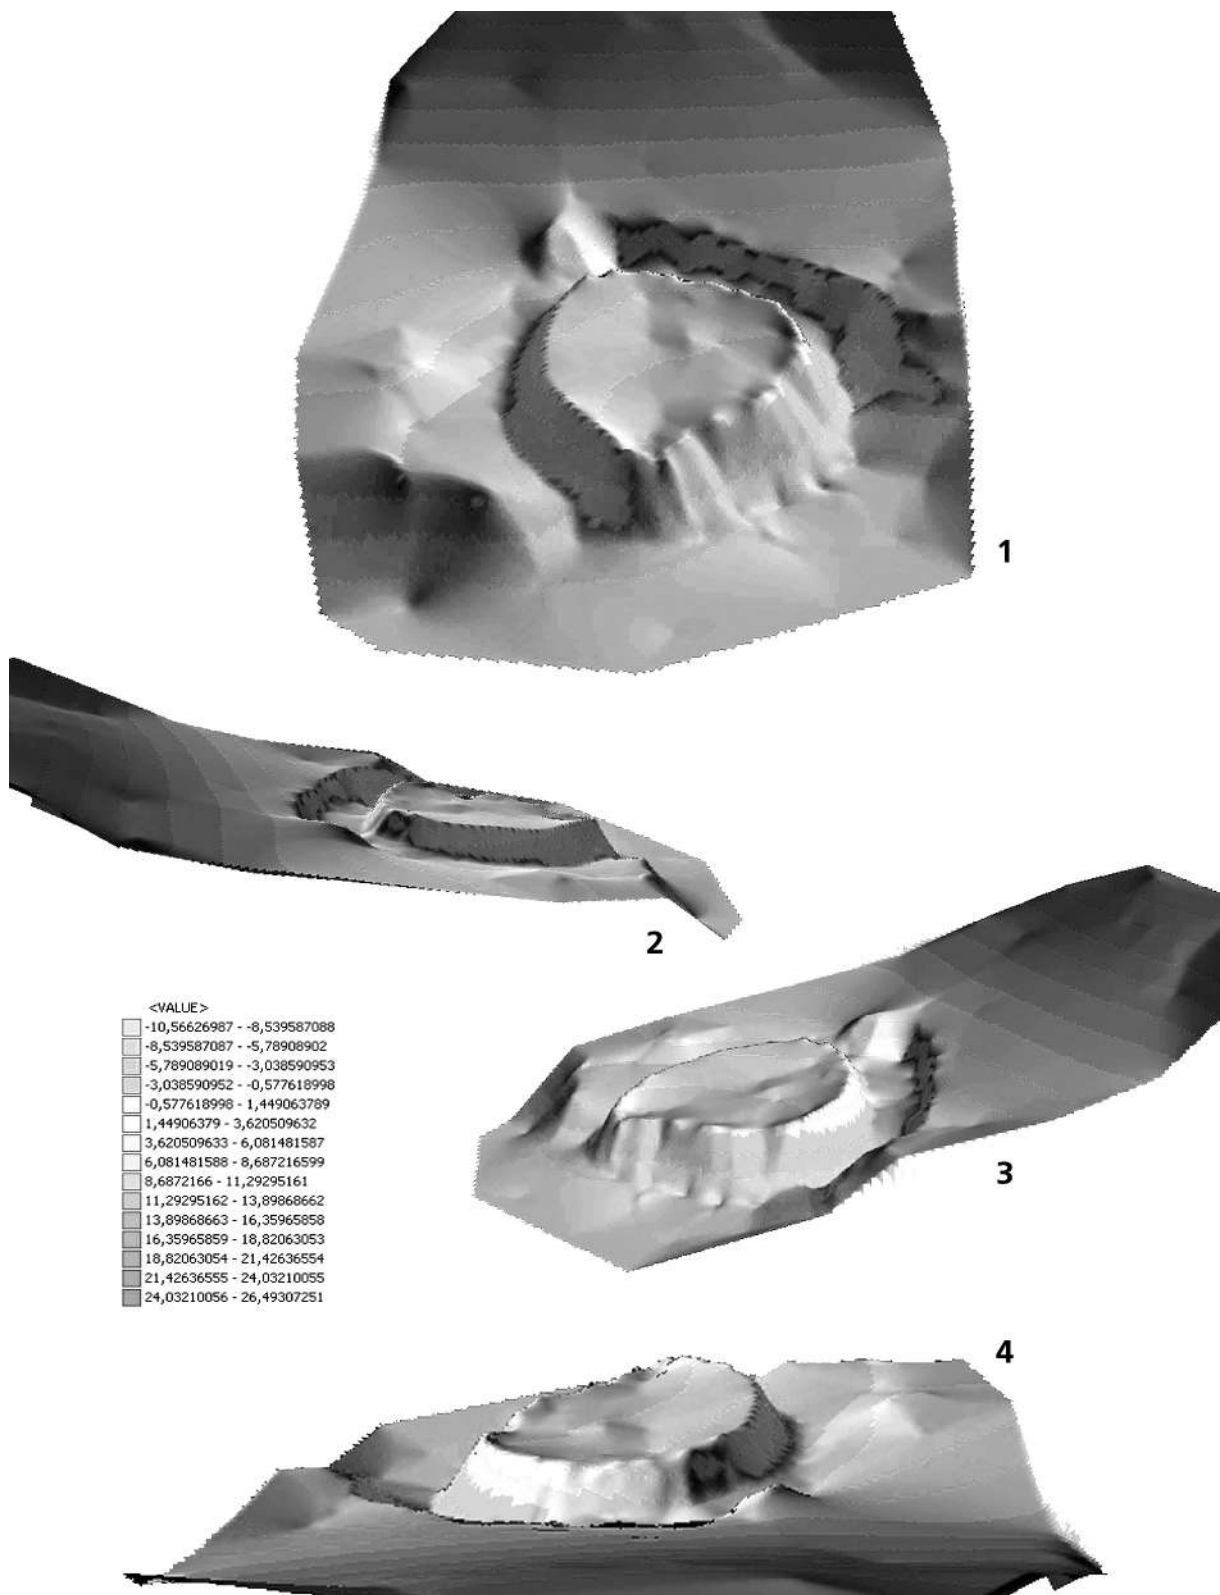 1
2
<VALUE>
-10,56626987 - -8,539587088
-8,539587087 - -5,78908902
-5,789089019 - -3,038590953
-3,038590952 - -0,577618998
-0,577618998 - 1,449063789
1,44906379 - 3,620509632
3,620509633 - 6,081481587
6,081481588 - 8,687216599
8,6872166 - 11,29295161
11,29295162 - 13,89868662
13,89868663 - 16,35965858
16,35965859 - 18,82063053
18,82063054 - 21,42636554
21,42636555 - 24,03210055
24,03210056 - 26,49307251
3
4